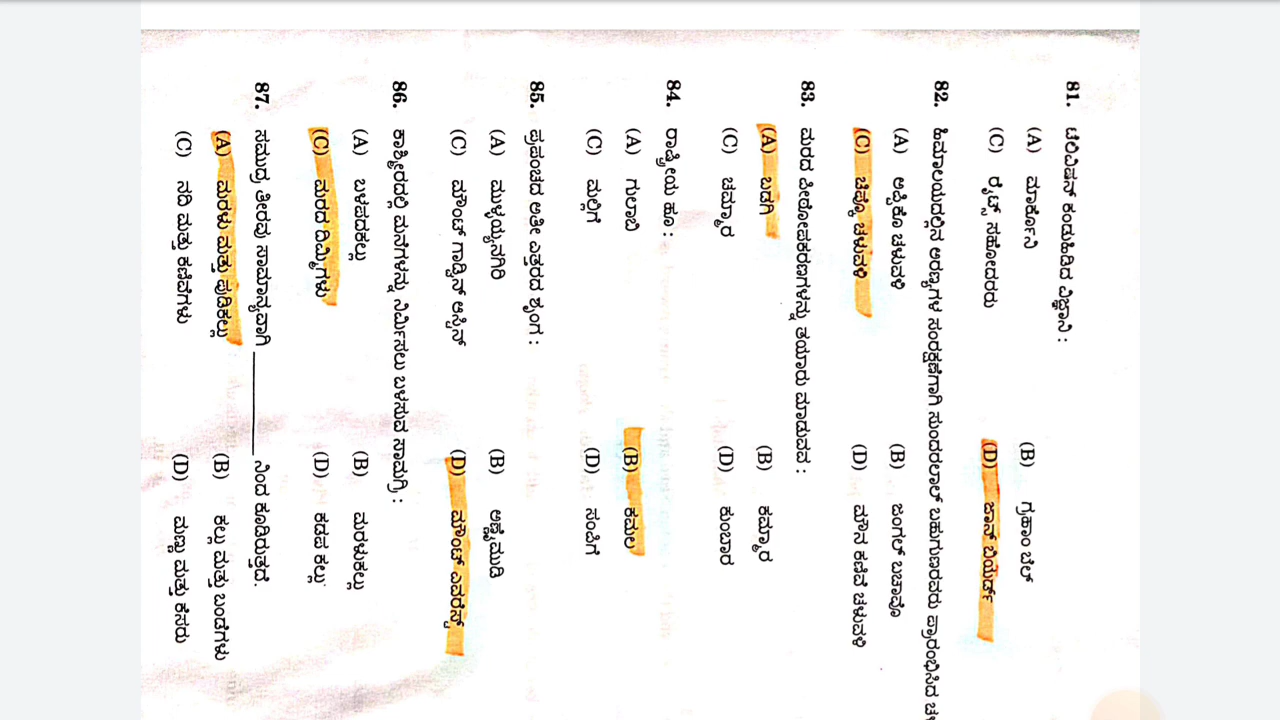 81. ಟೆಲಿವಿಷನ್ ಕಂಡುಹಿಡಿದ ವಿಜ್ಞಾನಿ :
(A) ಮಾರ್ಕೋನಿ (B) ಗ್ರಹಾಂ ಬೆಲ್
(C) ರೈಟ್ಸ್ ಸಹೋದರರು (D) ಜಾನ್ ಬಿಯರ್ಡ್
82. ಹಿಮಾಲಯದಲ್ಲಿನ ಅರಣ್ಯಗಳ ಸಂರಕ್ಷಣೆಗಾಗಿ ಸುಂದರಲಾಲ್ ಬಹುಗುಣರವರು ಪ್ರಾರಂಭಿಸಿದ
(A) ಅಪ್ಪಿಕೊ ಚಳುವಳಿ (B) ಜಂಗಲ್ ಬಚಾವೊ
(C) ಚಿಪ್ಕೊ ಚಳುವಳಿ (D) ಮೌನ ಕಣಿವೆ ಚಳುವಳಿ
83. ಮರದ ಪೀಠೋಪಕರಣಗಳನ್ನು ತಯಾರು ಮಾಡುವವ :
(A) ಬಡಗಿ (B) ಕಮ್ಮಾರ
(C) ಚಮ್ಮಾರ (D) ಕುಂಬಾರ
84. ರಾಷ್ಟ್ರೀಯ ಹೂ :
(A) ಗುಲಾಬಿ (B) ಕಮಲ
(C) ಮಲ್ಲಿಗೆ (D) ಸಂಪಿಗೆ
85. ಪ್ರಪಂಚದ ಅತೀ ಎತ್ತರದ ಶೃಂಗ :
(A) ಮುಳ್ಳಯ್ಯನಗಿರಿ (B) ಅಣ್ಣೈಮುಡಿ
(C) ಮೌಂಟ್ ಗಾಡ್ವಿನ್ ಆಸ್ಟಿನ್ (D) ಮೌಂಟ್ ಎವರೆಸ್ಟ್
86. ಕಾಶ್ಮೀರದಲ್ಲಿ ಮನೆಗಳನ್ನು ನಿರ್ಮಿಸಲು ಬಳಸುವ ಸಾಮಗ್ರಿ :
(A) ಬಳಪದಕಲ್ಲು (B) ಮರಳುಕಲ್ಲು
(C) ಮರದ ದಿಮ್ಮಿಗಳು (D) ಕಡಪ ಕಲ್ಲು
87. ಸಮುದ್ರ ತೀರವು ಸಾಮಾನ್ಯವಾಗಿ ________ ನಿಂದ ಕೂಡಿರುತ್ತದೆ.
(A) ಮರಳು ಮತ್ತು ಪುಡಿಕಲ್ಲು (B) ಕಲ್ಲು ಮತ್ತು ಬಂಡೆಗಳು
(C) ನದಿ ಮತ್ತು ಕಣಿವೆಗಳು (D) ಮಣ್ಣು ಮತ್ತು ಕೆಸರು